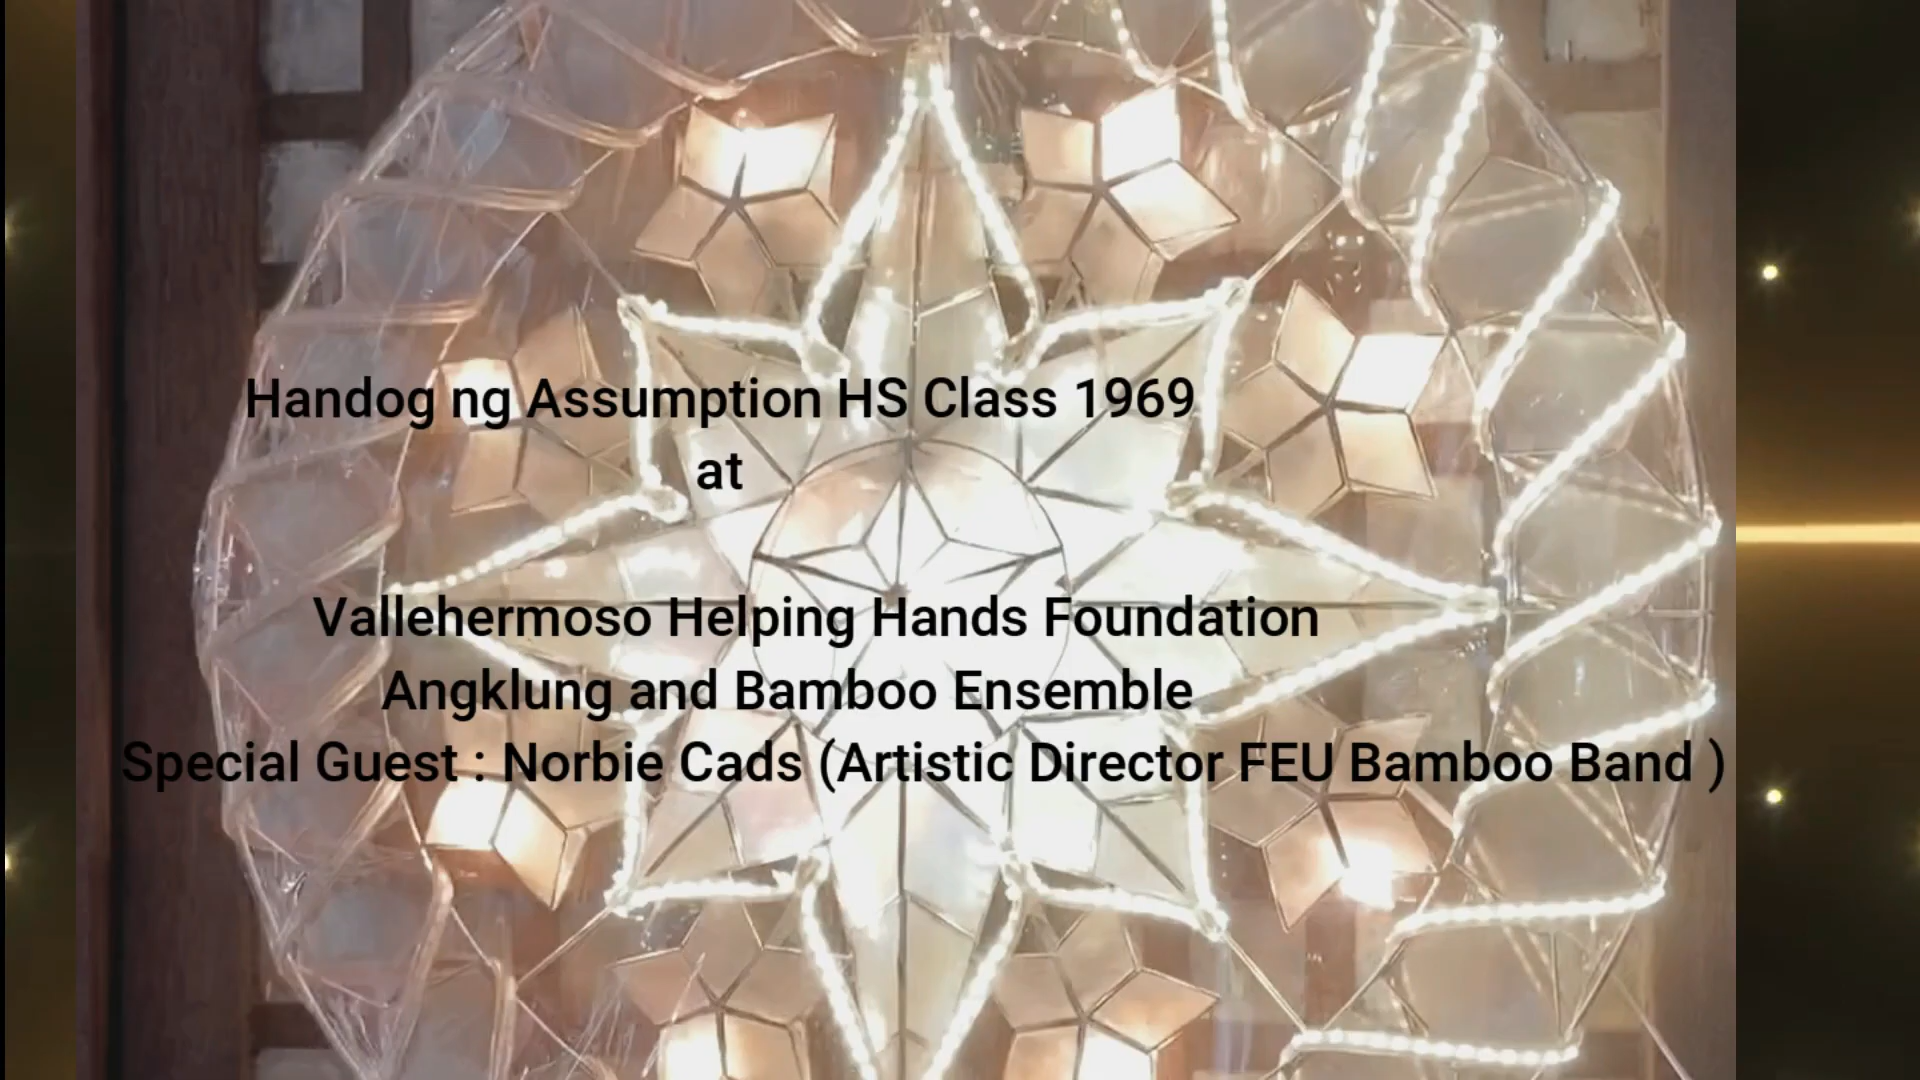 Handog ng Assumption HS Class 1969
at
Vallehermoso Helping Hands Foundation
Angklung and Bamboo Ensemble
Special Guest : Norbie Cads (Artistic Director FEU Bamboo Band )